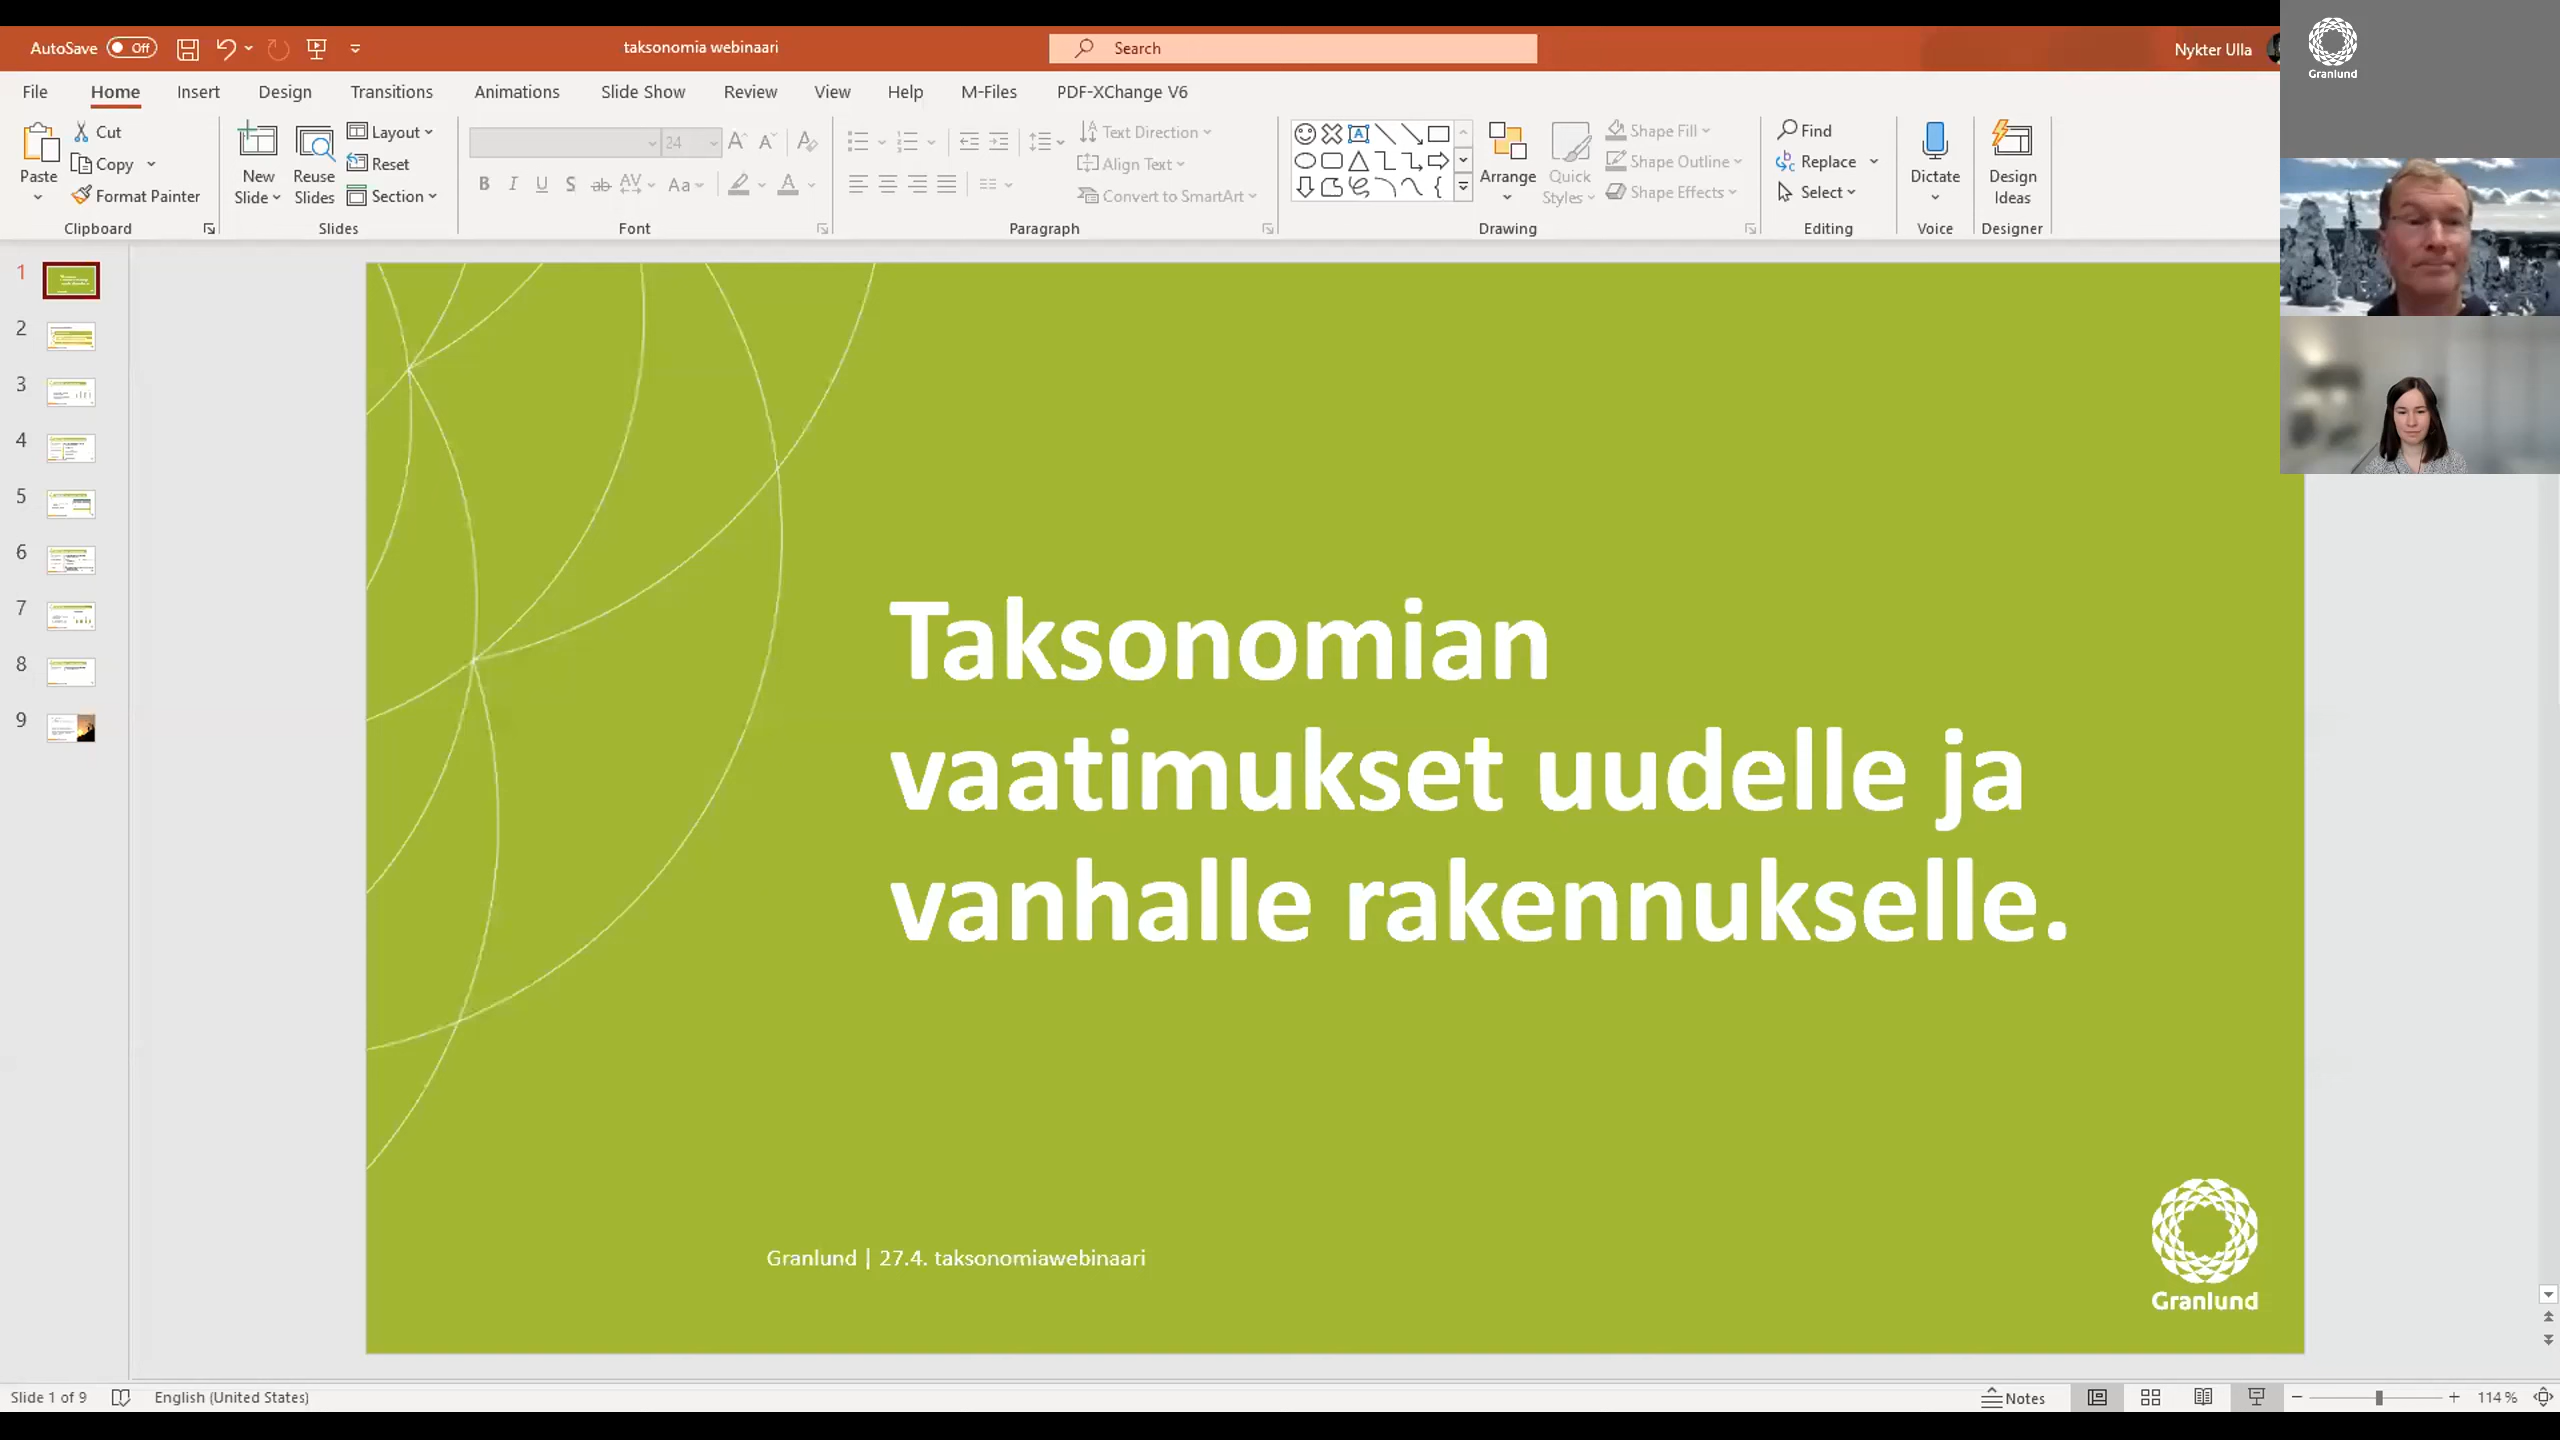 AutoSave Off
taksonomia webinaari
Search
Nykter Ulla
Granlund
File Home Insert Design Transitions Animations Slide Show Review View Help M-Files PDF-XChange V6
Paste
Cut
Copy
Format Painter
Clipboard
New Slide
Reuse Slides
Layout
Reset
Section
Slides
24
B I U S ab AV Aa A
Font
Text Direction
Align Text
Convert to SmartArt
Paragraph
Arrange
Quick Styles
Shape Fill
Shape Outline
Shape Effects
Drawing
Find
Replace
Select
Editing
Dictate
Voice
Design Ideas
Designer
1
2
3
4
5
6
7
8
9
Taksonomian
vaatimukset uudelle ja
vanhalle rakennukselle.
Granlund | 27.4. taksonomiawebinaari
Granlund
Slide 1 of 9 English (United States) Notes 114 %